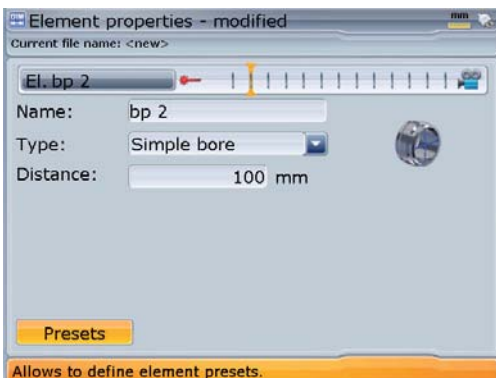 Element properties - modified
mm
Current file name: <new>
El. bp 2
Name: bp 2
Type: Simple bore
Distance: 100 mm
Presets
Allows to define element presets.